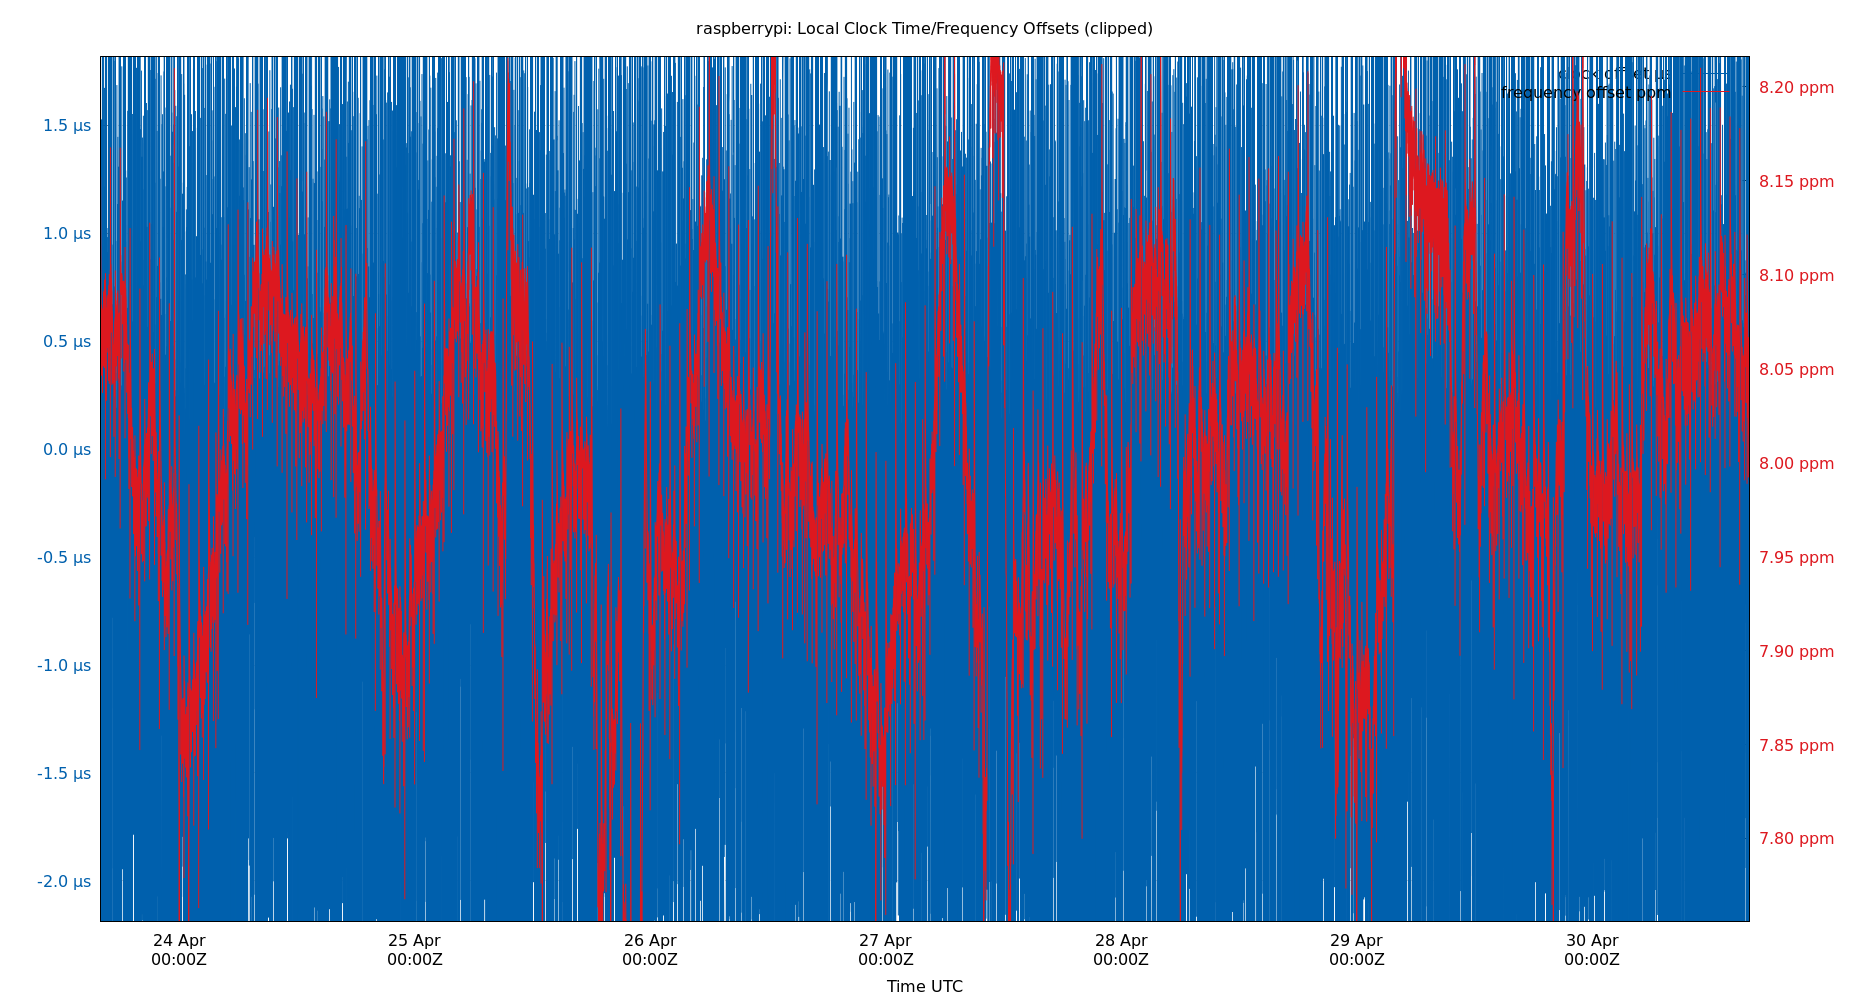 raspberrypi: Local Clock Time/Frequency Offsets (clipped)
clock offset µs
frequency offset ppm
1.5 µs
1.0 µs
0.5 µs
0.0 µs
-0.5 µs
-1.0 µs
-1.5 µs
-2.0 µs
8.20 ppm
8.15 ppm
8.10 ppm
8.05 ppm
8.00 ppm
7.95 ppm
7.90 ppm
7.85 ppm
7.80 ppm
24 Apr 25 Apr 26 Apr 27 Apr 28 Apr 29 Apr 30 Apr
00:00Z 00:00Z 00:00Z 00:00Z 00:00Z 00:00Z 00:00Z
Time UTC